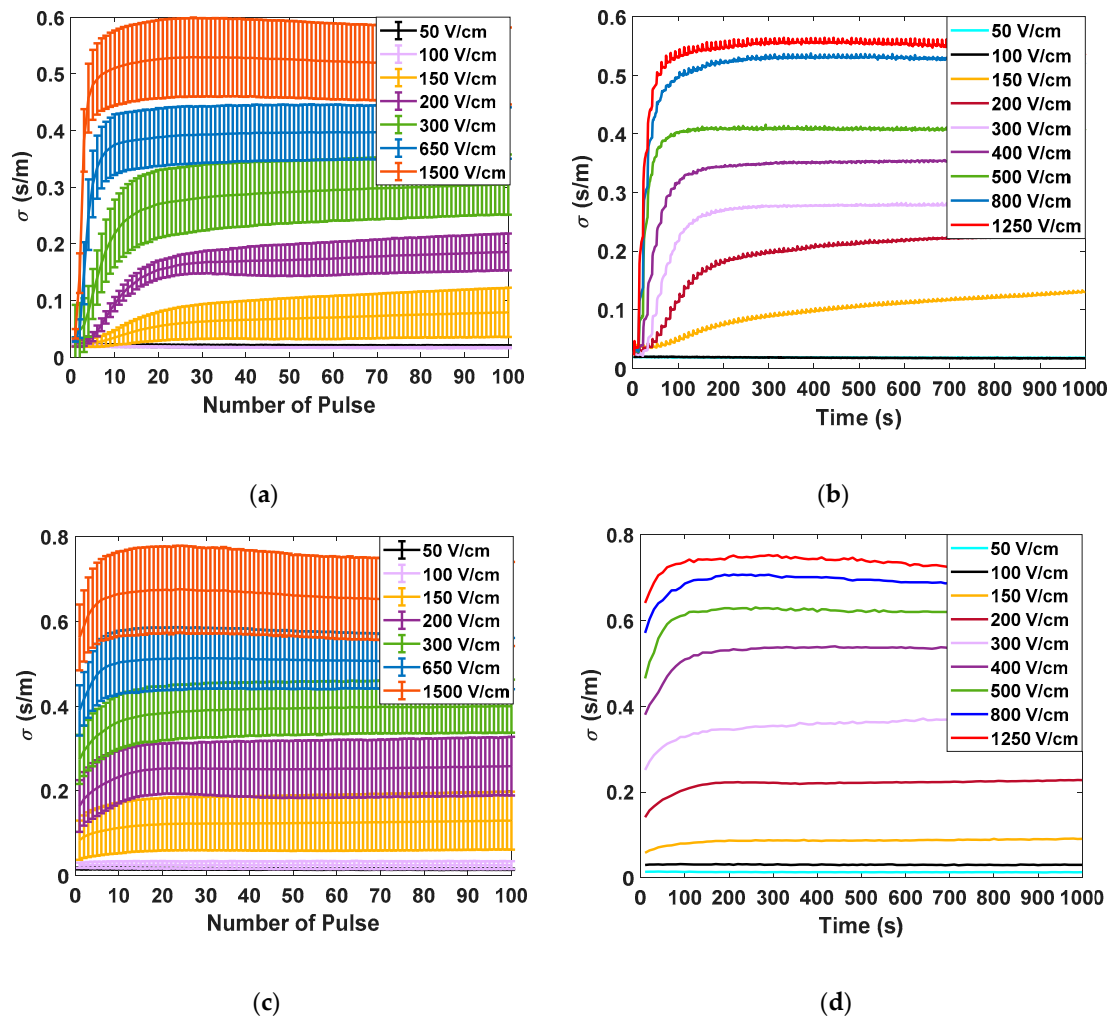 0.6
0.5
0.4
0.3
0.2
0.1
0
σ (s/m)
0 10 20 30 40 50 60 70 80 90 100
Number of Pulse
50 V/cm
100 V/cm
150 V/cm
200 V/cm
300 V/cm
650 V/cm
1500 V/cm
(a)
0.6
0.5
0.4
0.3
0.2
0.1
0
σ (s/m)
0 100 200 300 400 500 600 700 800 900 1000
Time (s)
50 V/cm
100 V/cm
150 V/cm
200 V/cm
300 V/cm
400 V/cm
500 V/cm
800 V/cm
1250 V/cm
(b)
0.8
0.6
0.4
0.2
0
σ (s/m)
0 10 20 30 40 50 60 70 80 90 100
Number of Pulse
50 V/cm
100 V/cm
150 V/cm
200 V/cm
300 V/cm
650 V/cm
1500 V/cm
(c)
0.8
0.6
0.4
0.2
0
σ (s/m)
0 100 200 300 400 500 600 700 800 900 1000
Time (s)
50 V/cm
100 V/cm
150 V/cm
200 V/cm
300 V/cm
400 V/cm
500 V/cm
800 V/cm
1250 V/cm
(d)